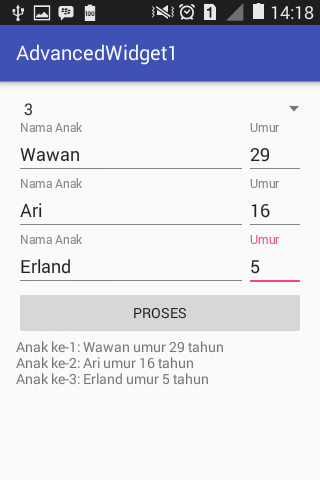 1 14:18
AdvancedWidget1
3
Nama Anak Umur
Wawan 29
Nama Anak Umur
Ari 16
Nama Anak Umur
Erland 5
PROSES
Anak ke-1: Wawan umur 29 tahun
Anak ke-2: Ari umur 16 tahun
Anak ke-3: Erland umur 5 tahun